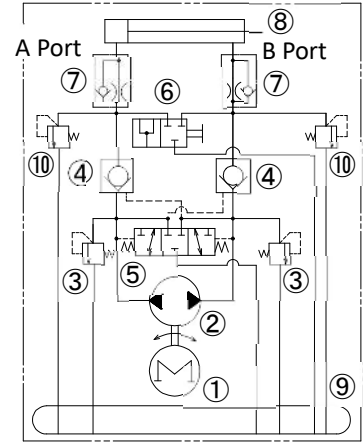 ⑧
A Port B Port
⑦ ⑦
⑥
⑩ ⑩
④ ④
③ ⑤ ③
②
M ①
⑨